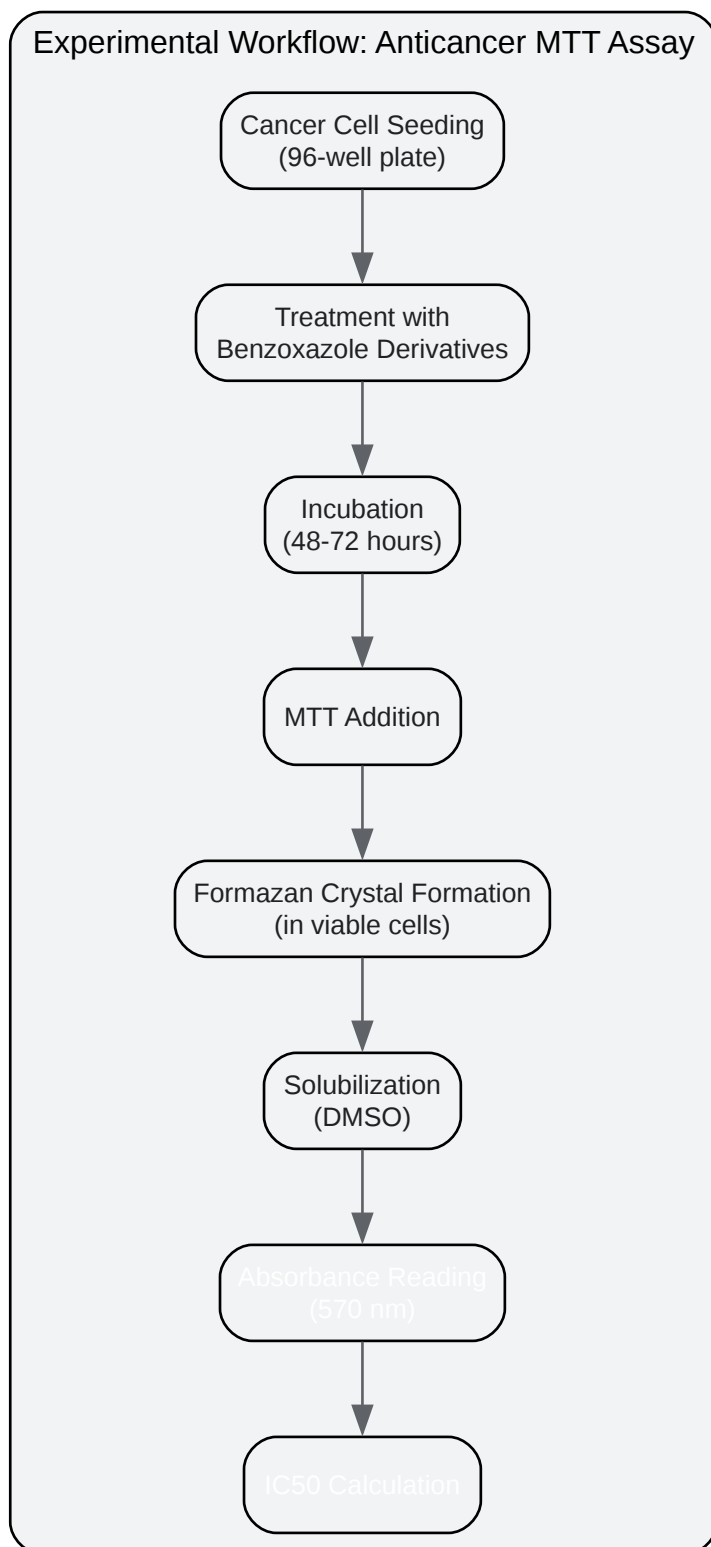 Experimental Workflow: Anticancer MTT Assay
Cancer Cell Seeding
(96-well plate)
Treatment with
Benzoxazole Derivatives
Incubation
(48-72 hours)
MTT Addition
Formazan Crystal Formation
(in viable cells)
Solubilization
(DMSO)
Absorbance Reading
(570 nm)
IC50 Calculation